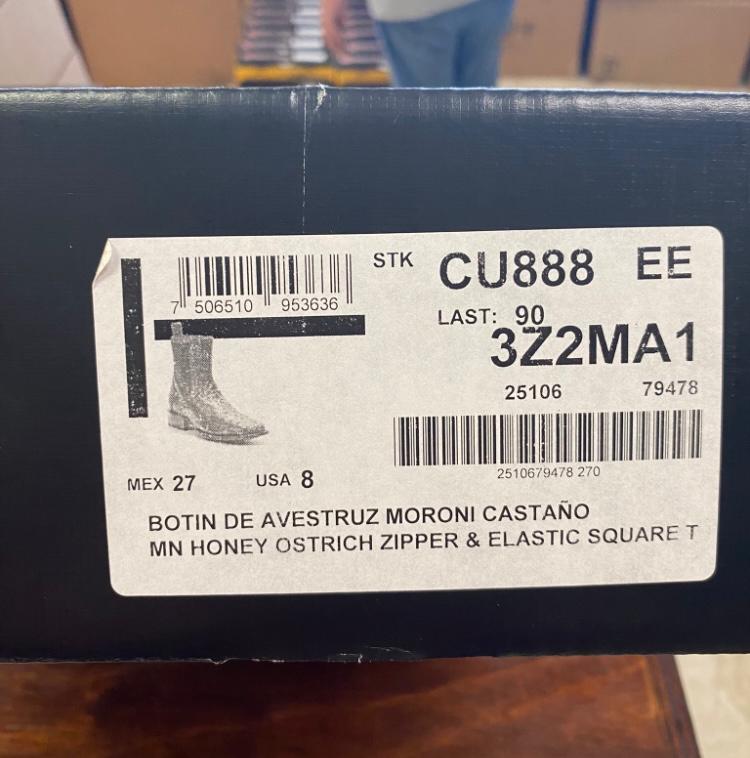 STK CU888 EE
7 506510 953636
LAST: 90
3Z2MA1
25106 79478
2510679478 270
MEX 27 USA 8
BOTIN DE AVESTRUZ MORONI CASTAÑO
MN HONEY OSTRICH ZIPPER & ELASTIC SQUARE T